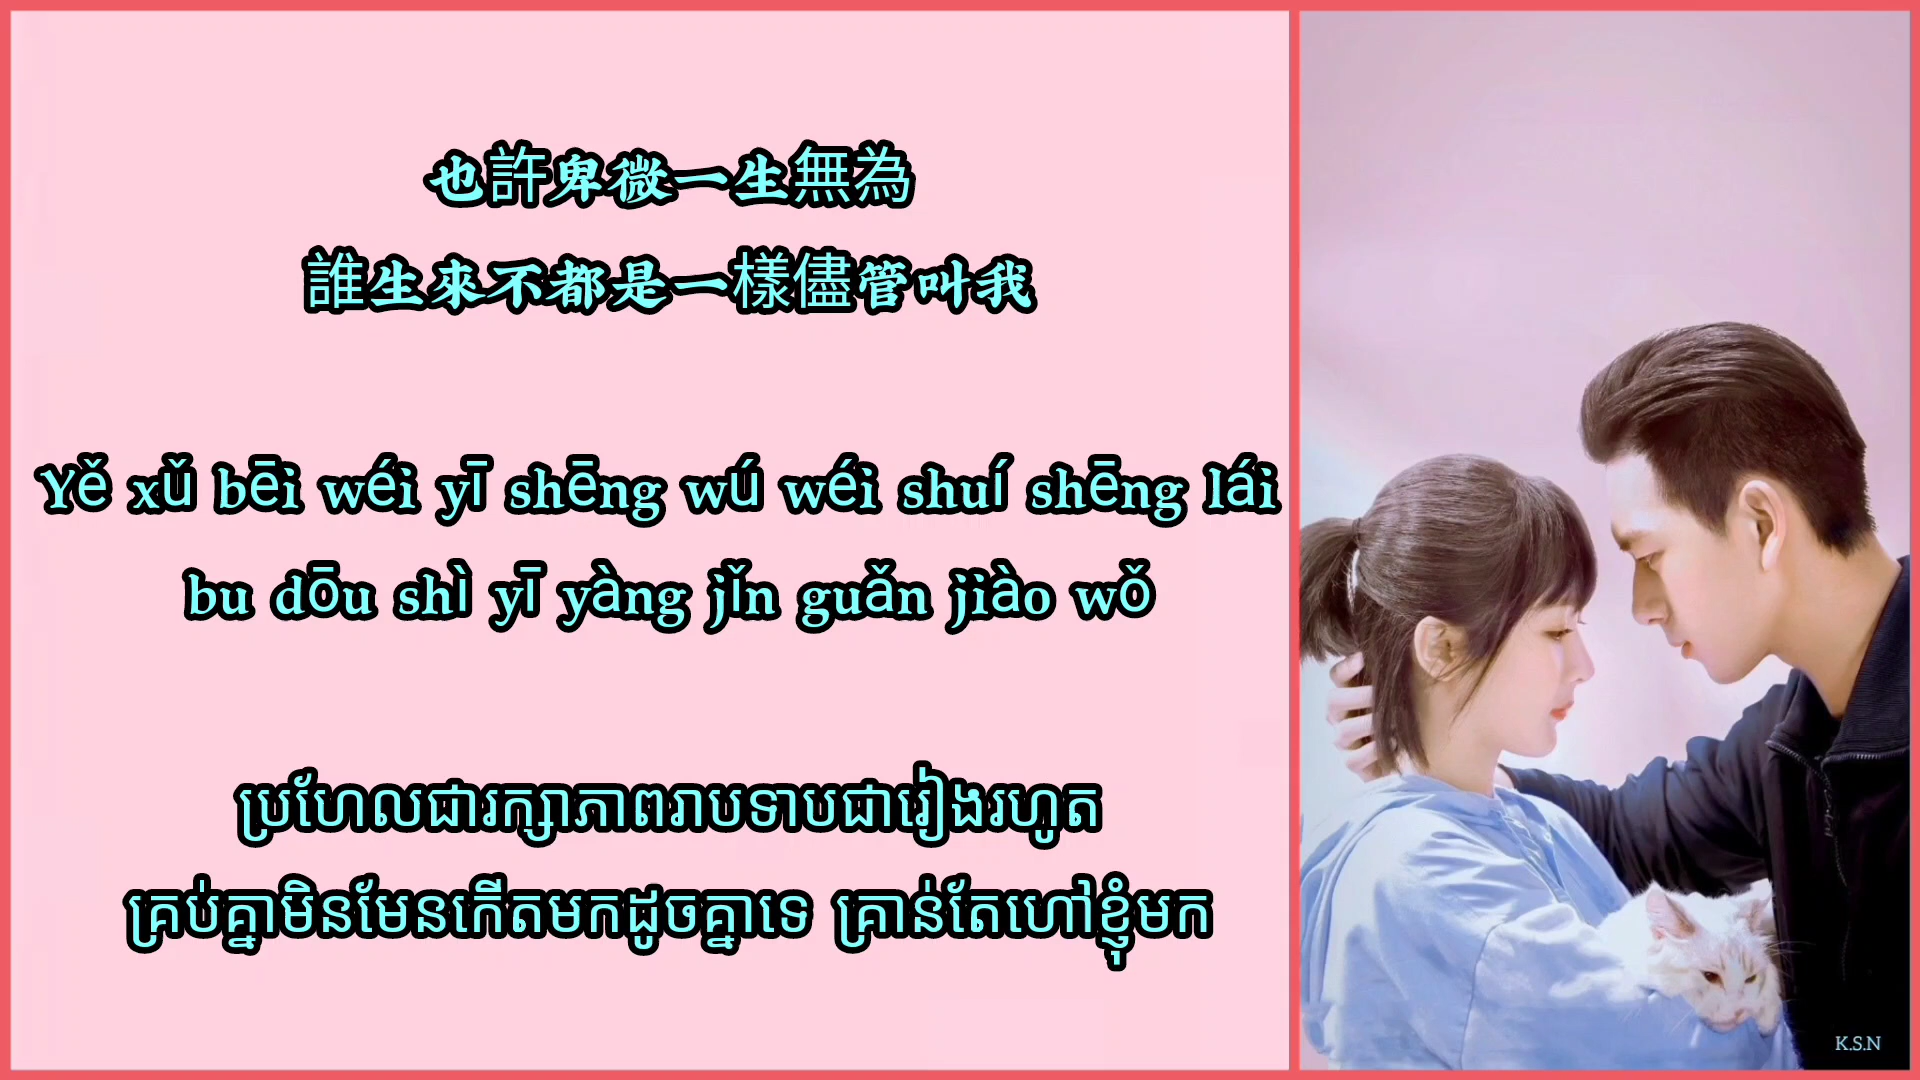 也許卑微一生無為
誰生來不都是一樣儘管叫我
Yě xǔ bēi wéi yī shēng wú wéi shuí shēng lái
bu dōu shì yī yàng jǐn guǎn jiào wǒ
ប្រហែលជារក្សាភាពរាបទាបជារៀងរហូត
គ្រប់គ្នាមិនមែនកើតមកដូចគ្នាទេ គ្រាន់តែហៅខ្ញុំមក
K.S.N